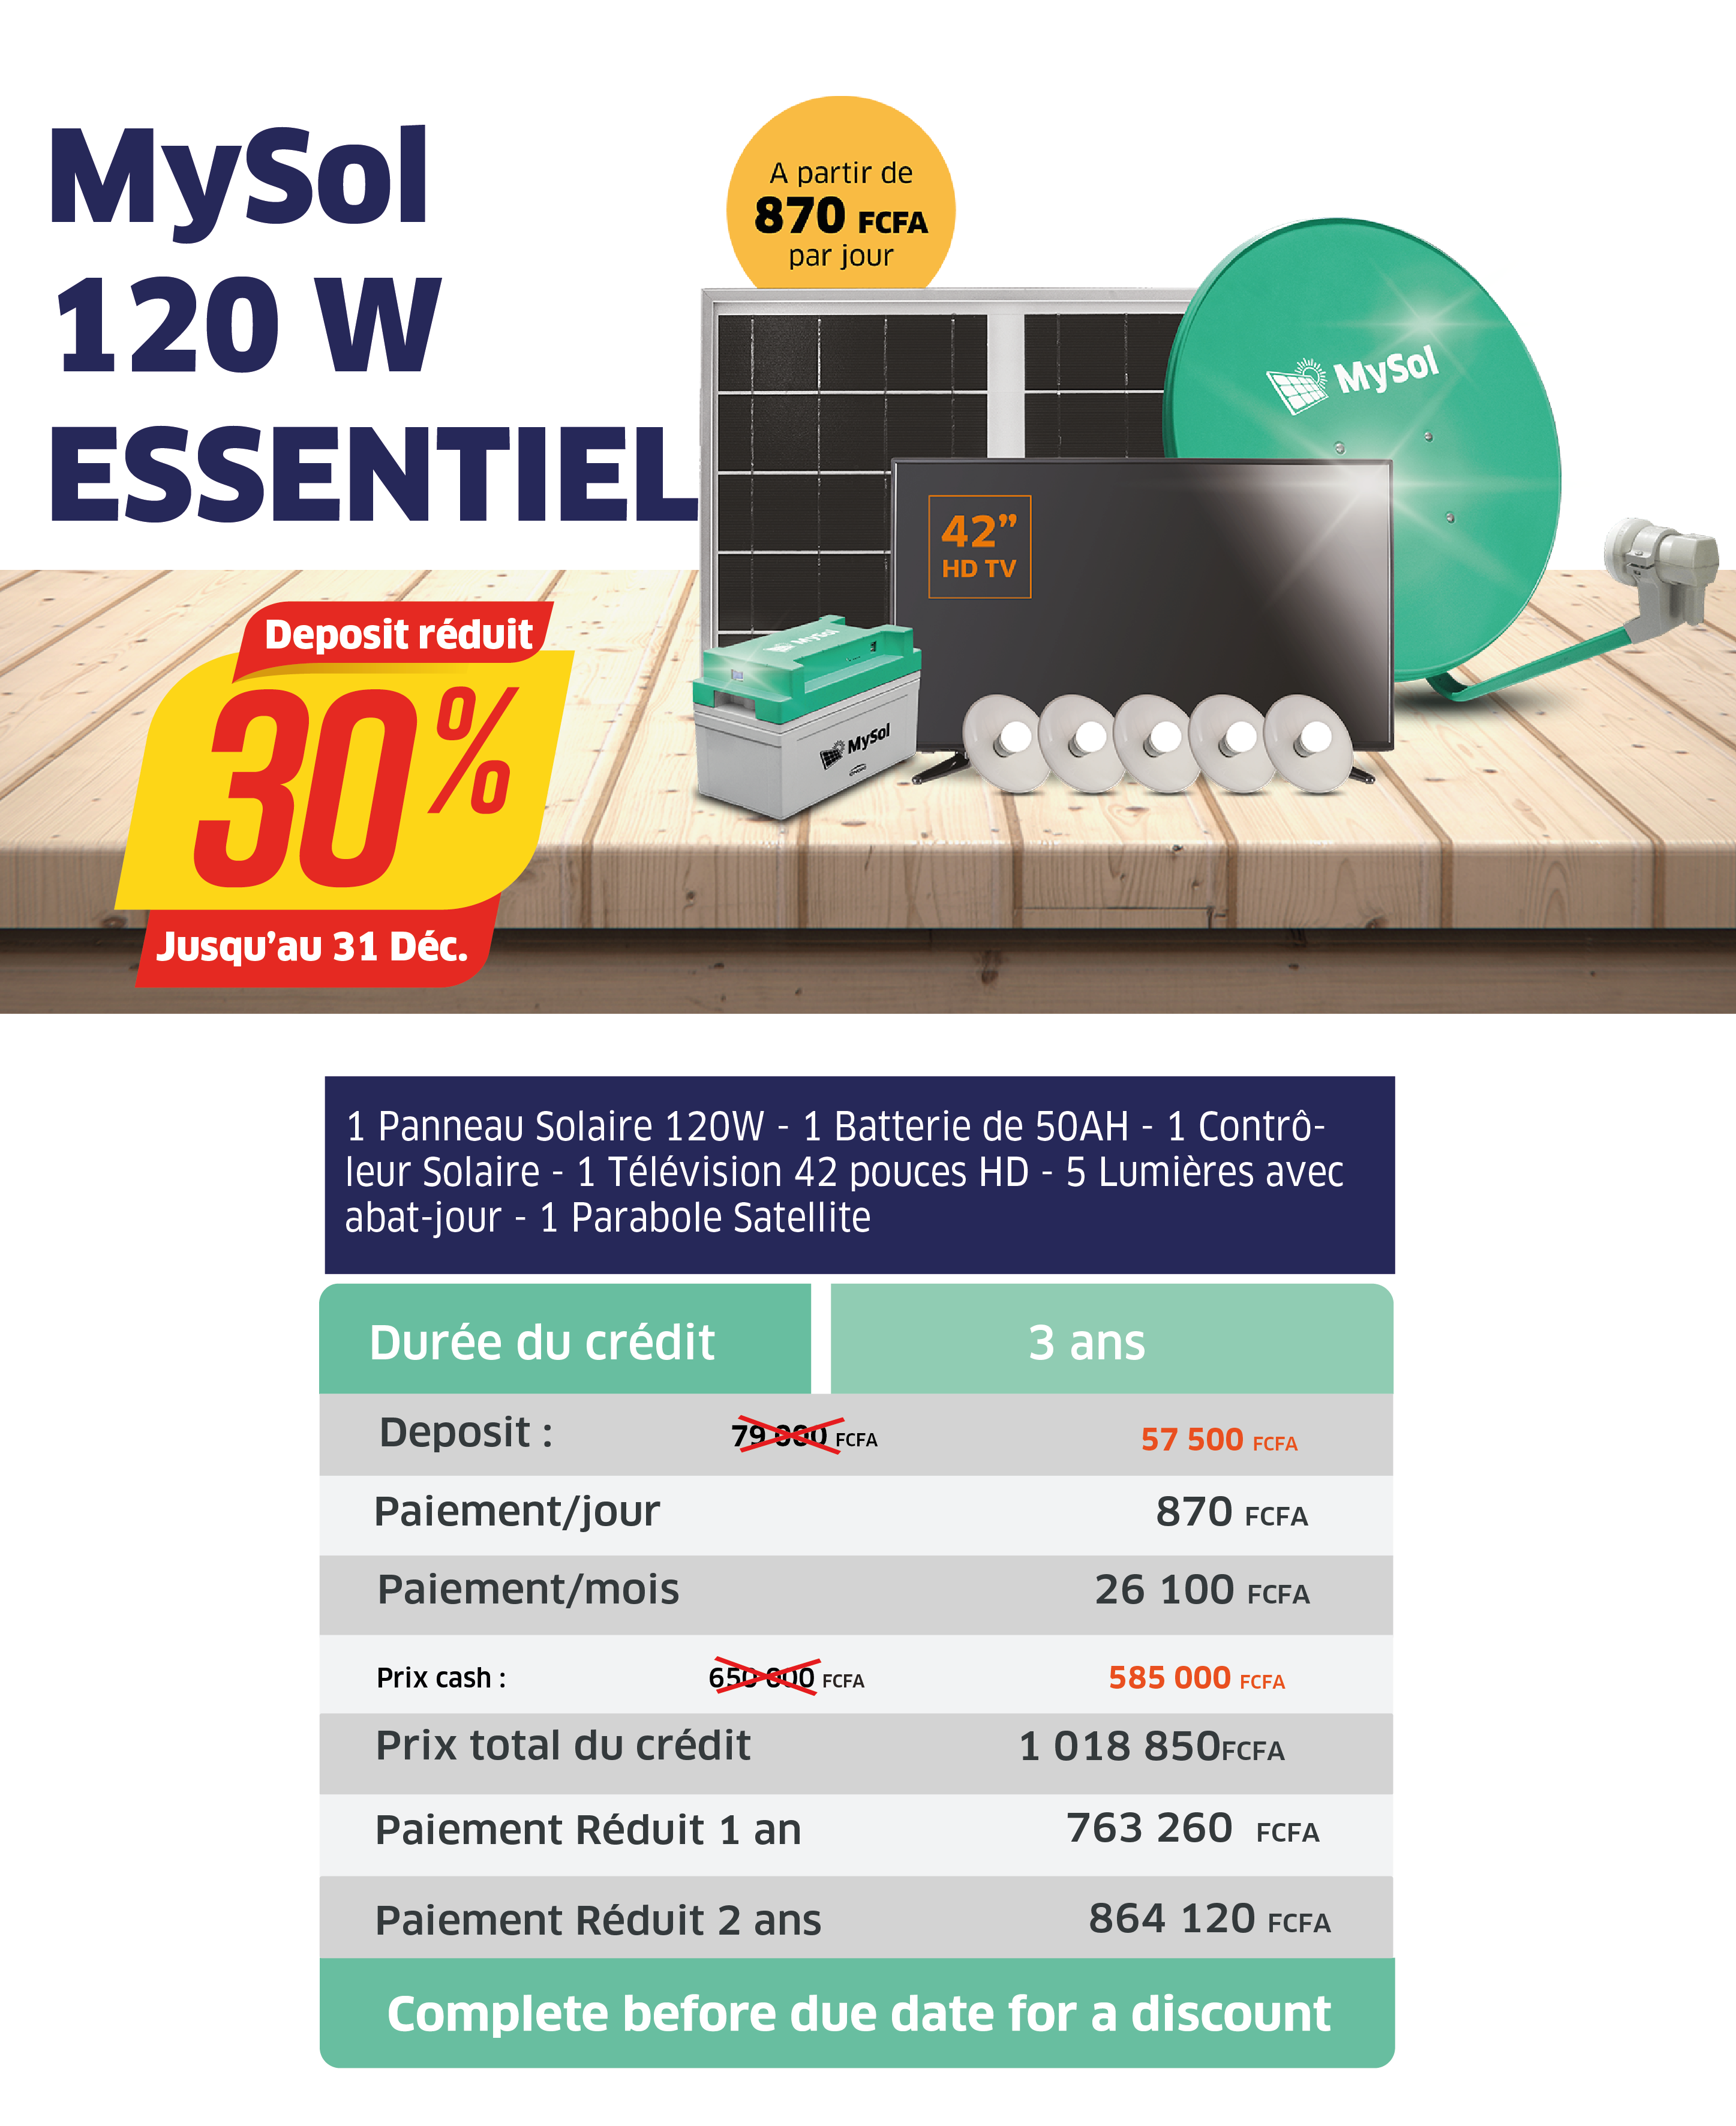 MySol
120 W
ESSENTIEL
A partir de
870 FCFA
par jour
MySol
42”
HD TV
MySol
MySol
Deposit réduit
30%
Jusqu’au 31 Déc.
1 Panneau Solaire 120W - 1 Batterie de 50AH - 1 Contrô-
leur Solaire - 1 Télévision 42 pouces HD - 5 Lumières avec
abat-jour - 1 Parabole Satellite
Durée du crédit 3 ans
Deposit : 79 000 FCFA 57 500 FCFA
Paiement/jour 870 FCFA
Paiement/mois 26 100 FCFA
Prix cash : 650 000 FCFA 585 000 FCFA
Prix total du crédit 1 018 850FCFA
Paiement Réduit 1 an 763 260 FCFA
Paiement Réduit 2 ans 864 120 FCFA
Complete before due date for a discount